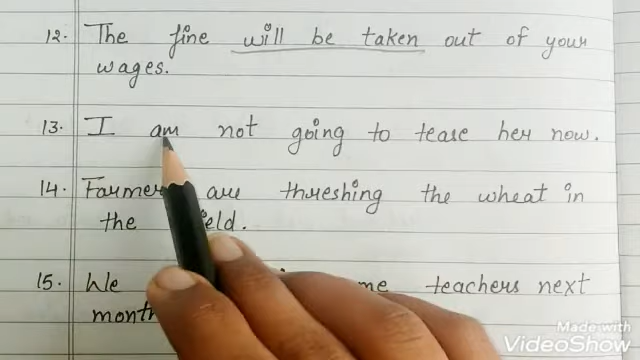 12. The fine will be taken out of your
wages.
13. I am not going to tease her now.
14. Farmers are threshing the wheat in
the
15. We teachers next
month
Made with
VideoShow